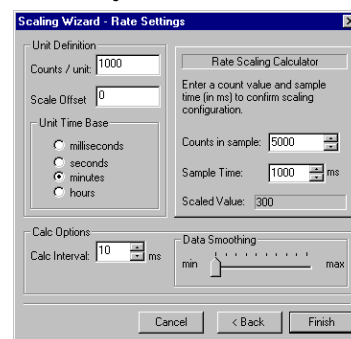 Scaling Wizard - Rate Settings
Unit Definition
Counts / unit: 1000
Scale Offset 0
Unit Time Base
milliseconds
seconds
minutes
hours
Rate Scaling Calculator
Enter a count value and sample
time (in ms) to confirm scaling
configuration.
Counts in sample: 5000
Sample Time: 1000 ms
Scaled Value: 300
Calc Options
Calc Interval: 10 ms
Data Smoothing
min max
Cancel < Back Finish